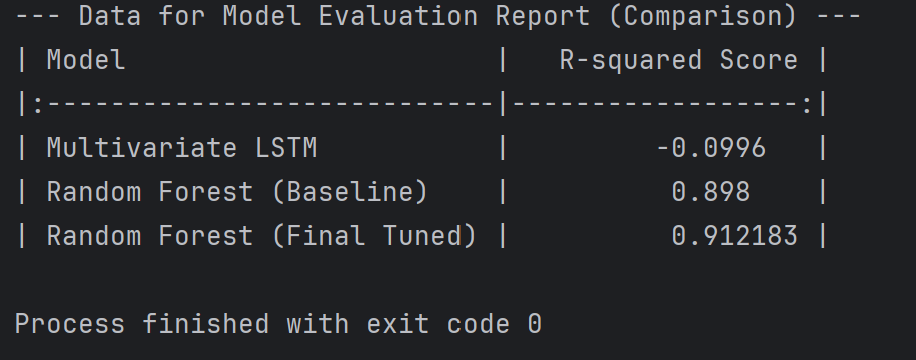 --- Data for Model Evaluation Report (Comparison) ---
| Model                       |   R-squared Score |
|:----------------------------|------------------:|
| Multivariate LSTM           |         -0.0996   |
| Random Forest (Baseline)    |          0.898    |
| Random Forest (Final Tuned) |          0.912183 |
Process finished with exit code 0